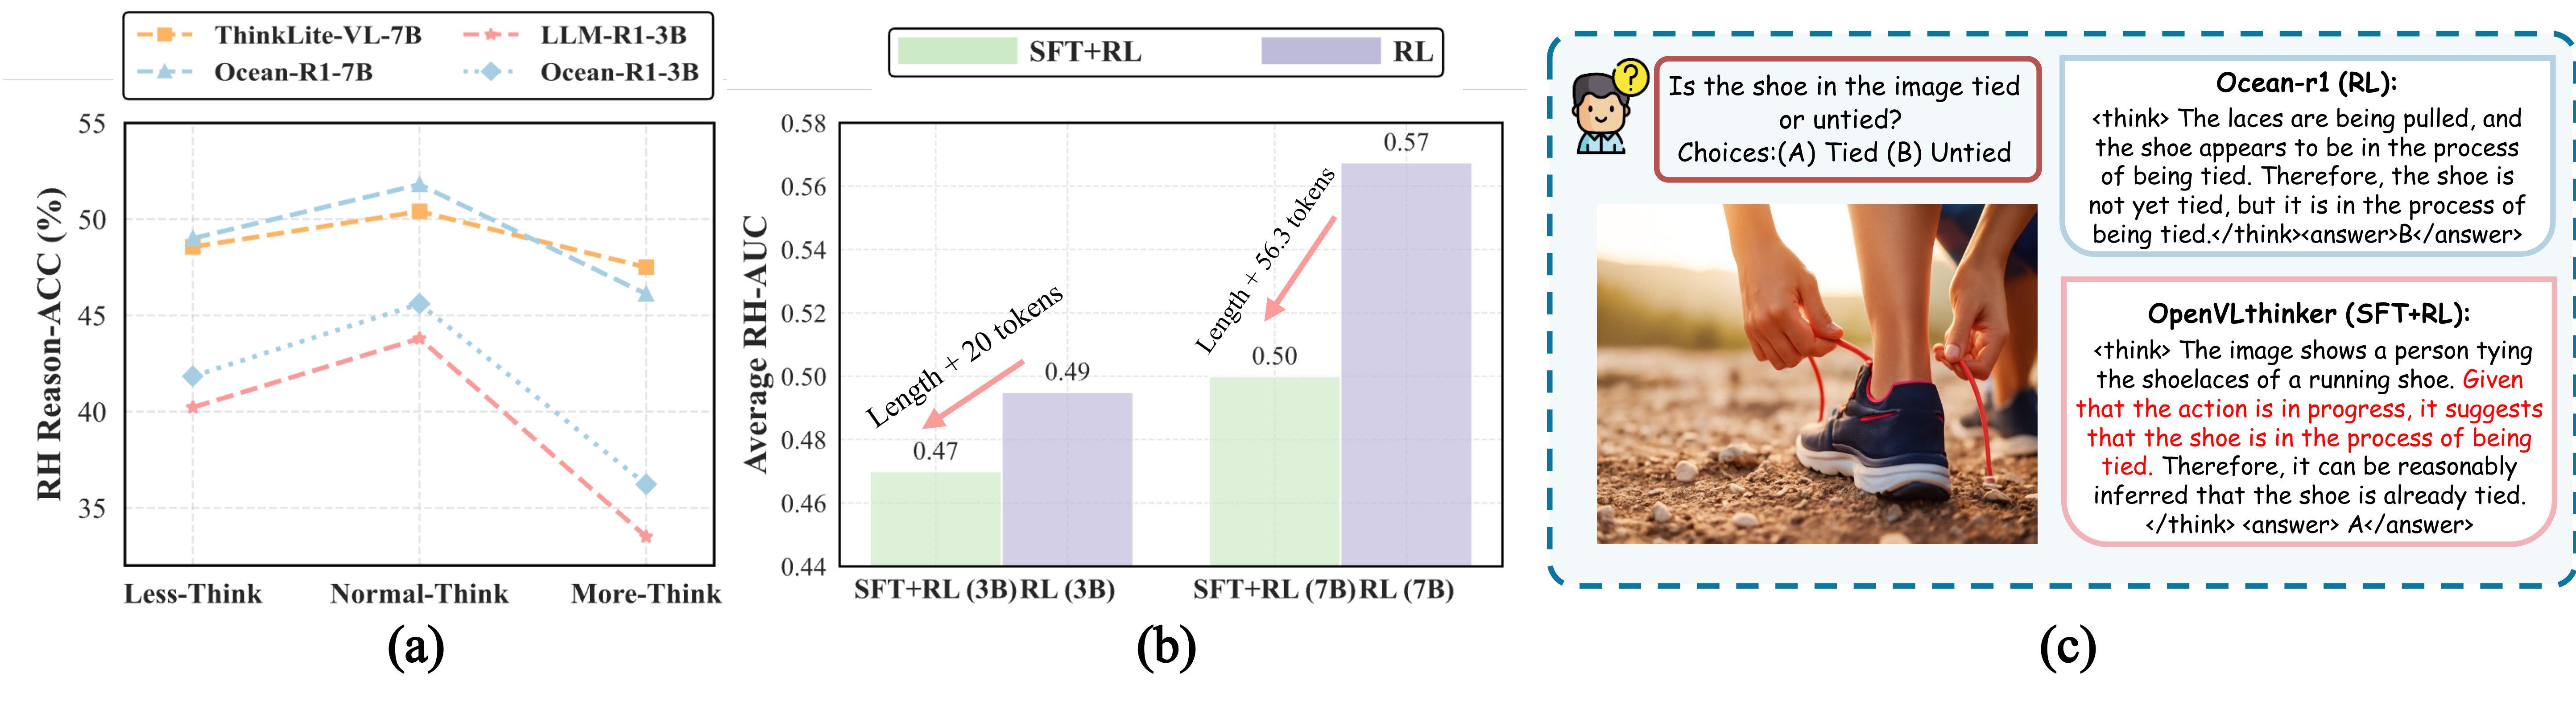 ThinkLite-VL-7B
LLM-R1-3B
Ocean-R1-7B
Ocean-R1-3B
RH Reason-ACC (%)
55
50
45
40
35
Less-Think
Normal-Think
More-Think
(a)
SFT+RL
RL
Average RH-AUC
0.58
0.56
0.54
0.52
0.50
0.48
0.46
0.44
Length + 20 tokens
0.47
0.49
Length + 56.3 tokens
0.50
0.57
SFT+RL (3B)
RL (3B)
SFT+RL (7B)
RL (7B)
(b)
?
Is the shoe in the image tied
or untied?
Choices:(A) Tied (B) Untied
Ocean-r1 (RL):
<think> The laces are being pulled, and
the shoe appears to be in the process
of being tied. Therefore, the shoe is
not yet tied, but it is in the process of
being tied.</think><answer>B</answer>
OpenVLthinker (SFT+RL):
<think> The image shows a person tying
the shoelaces of a running shoe. Given
that the action is in progress, it suggests
that the shoe is in the process of being
tied. Therefore, it can be reasonably
inferred that the shoe is already tied.
</think> <answer> A</answer>
(c)